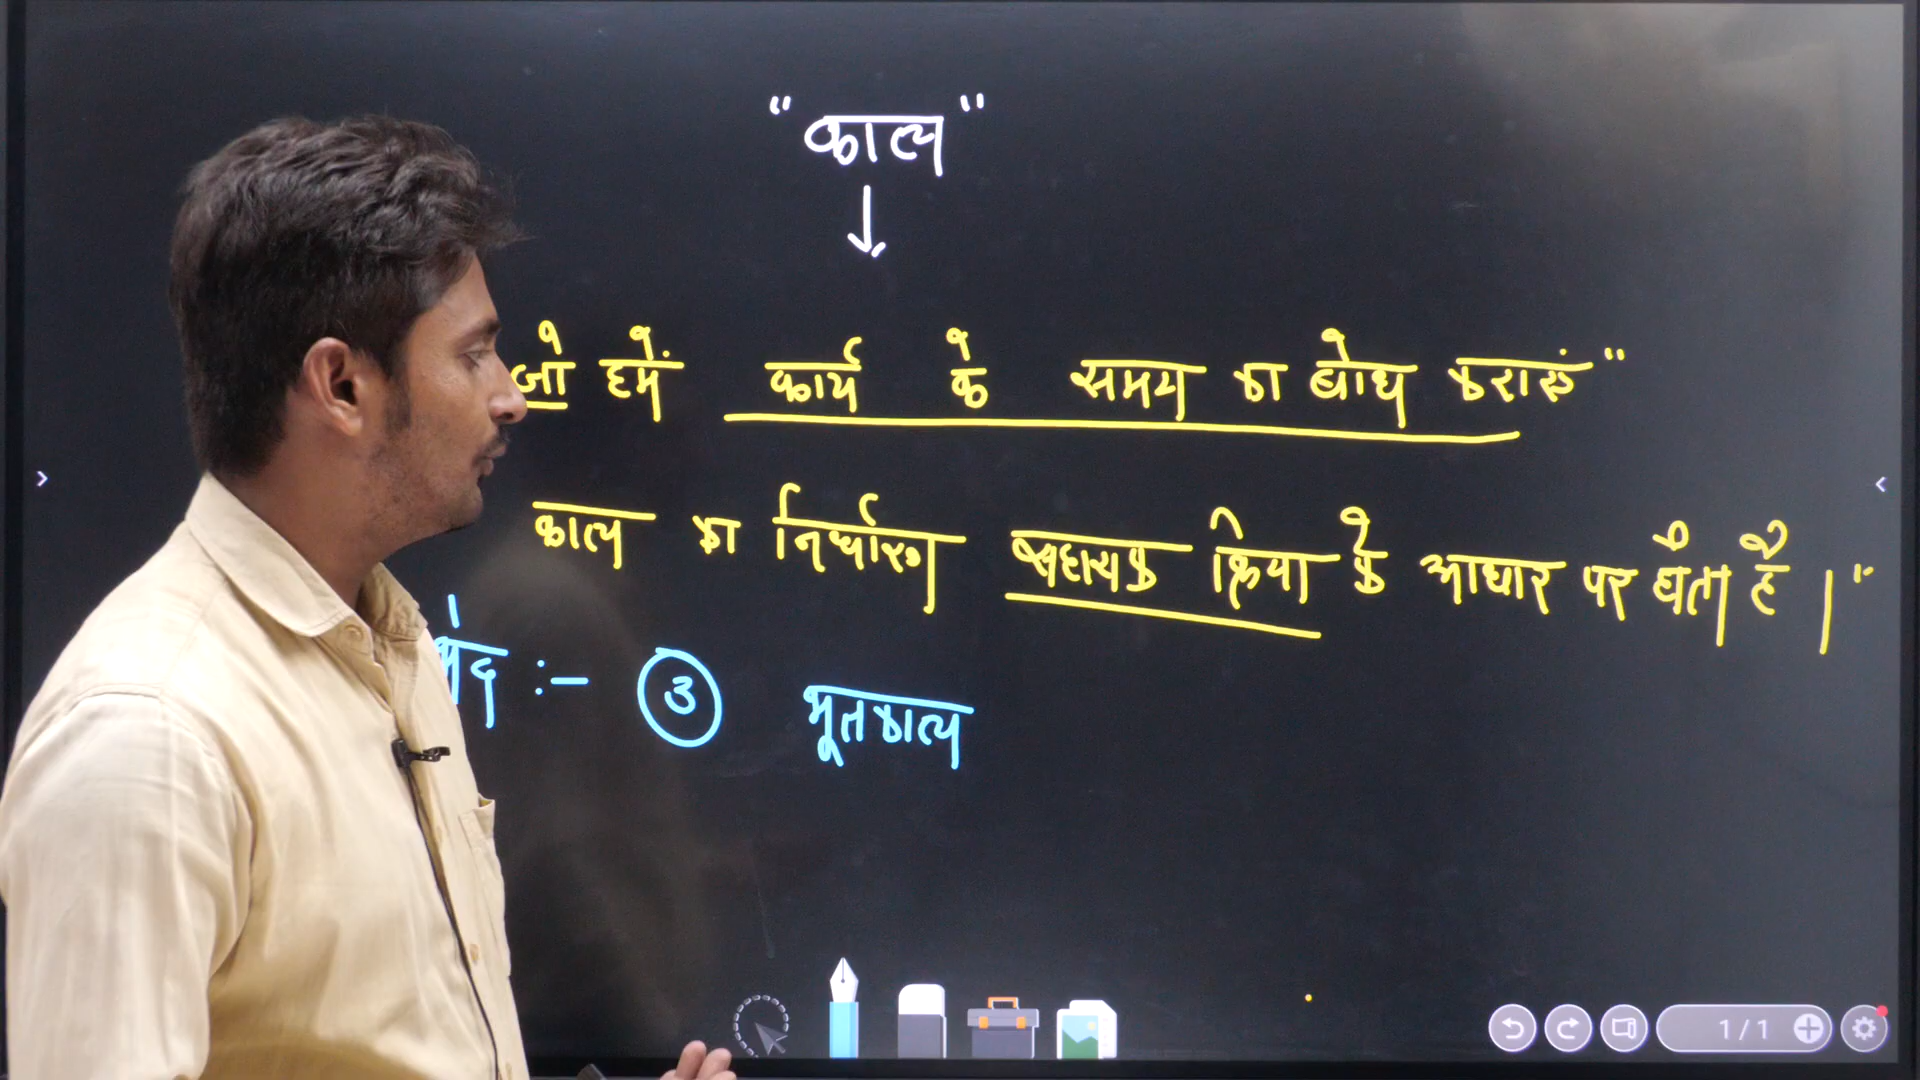 "काल"
जो हमें कार्य के समय का बोध कराएं"
काल का निर्धारण सहायक क्रिया के आधार पर होता है।"
भेद :- 3 भूतकाल
1/1